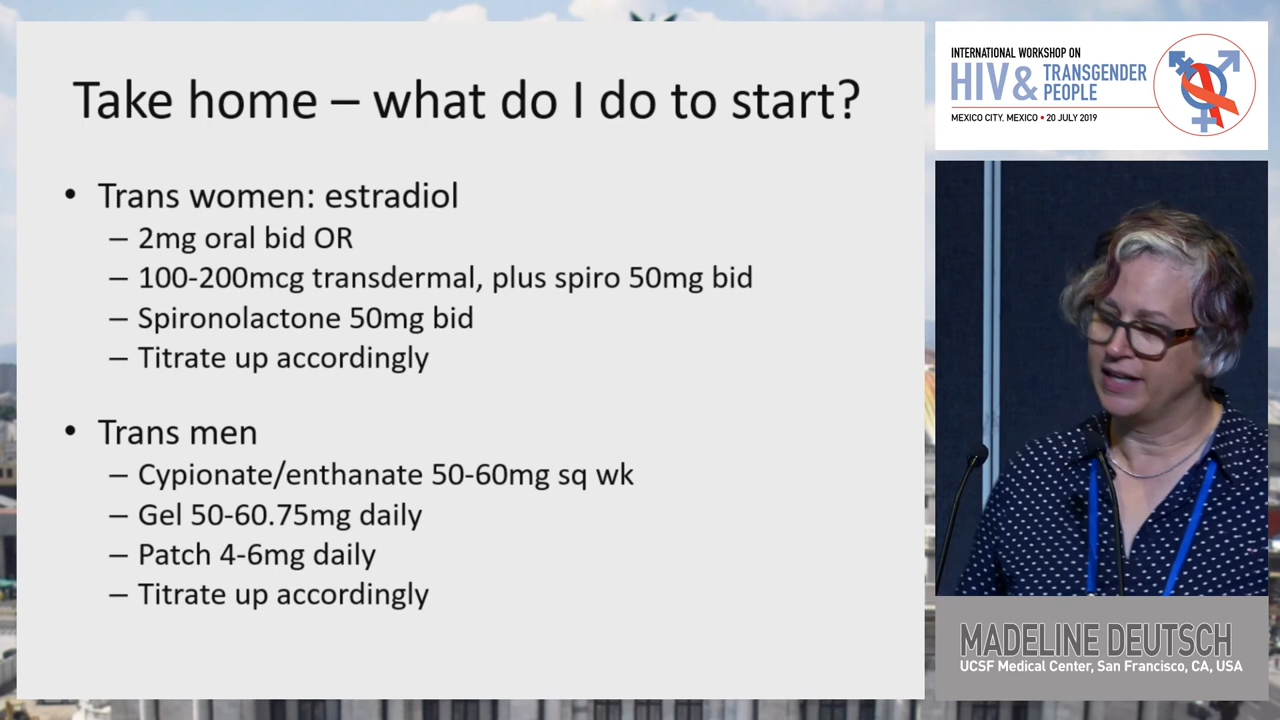 Take home – what do I do to start?
• Trans women: estradiol
– 2mg oral bid OR
– 100-200mcg transdermal, plus spiro 50mg bid
– Spironolactone 50mg bid
– Titrate up accordingly
• Trans men
– Cypionate/enthanate 50-60mg sq wk
– Gel 50-60.75mg daily
– Patch 4-6mg daily
– Titrate up accordingly
INTERNATIONAL WORKSHOP ON
HIV & TRANSGENDER PEOPLE
MEXICO CITY, MEXICO • 20 JULY 2019
MADELINE DEUTSCH
UCSF Medical Center, San Francisco, CA, USA